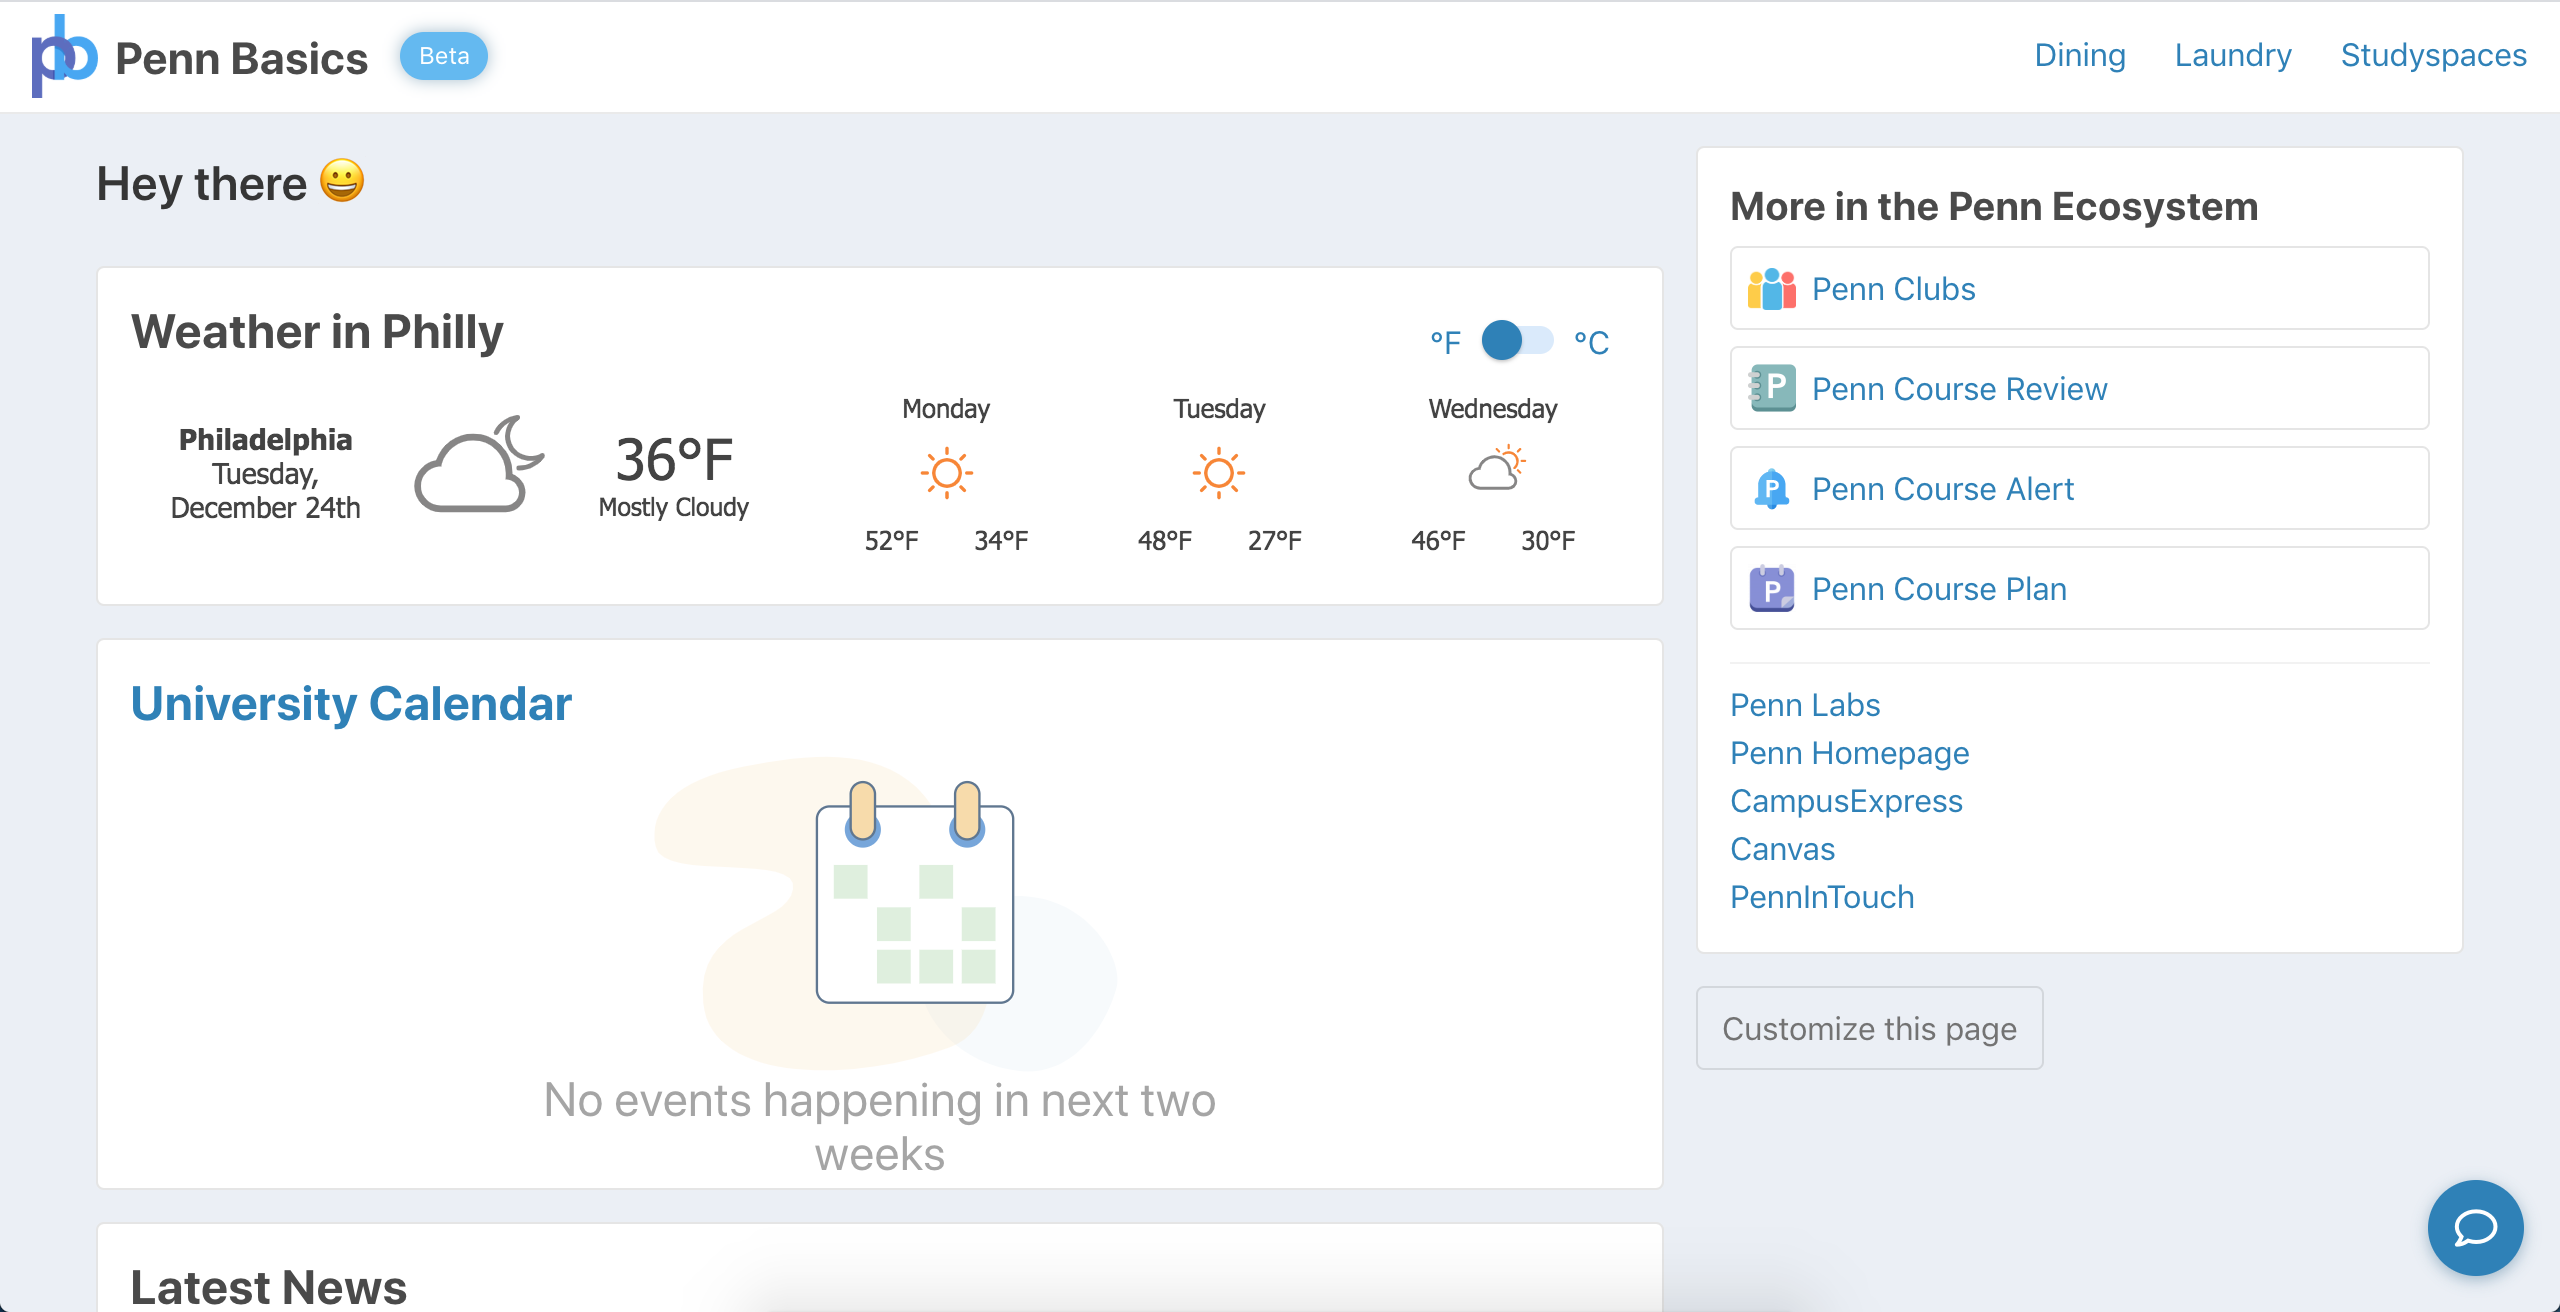 Penn Basics
Beta
Dining
Laundry
Studyspaces
Hey there
Weather in Philly
°F
°C
Philadelphia
Tuesday,
December 24th
36°F
Mostly Cloudy
Monday
52°F 34°F
Tuesday
48°F 27°F
Wednesday
46°F 30°F
University Calendar
No events happening in next two
weeks
Latest News
More in the Penn Ecosystem
Penn Clubs
P
Penn Course Review
P
Penn Course Alert
P
Penn Course Plan
Penn Labs
Penn Homepage
CampusExpress
Canvas
PennInTouch
Customize this page